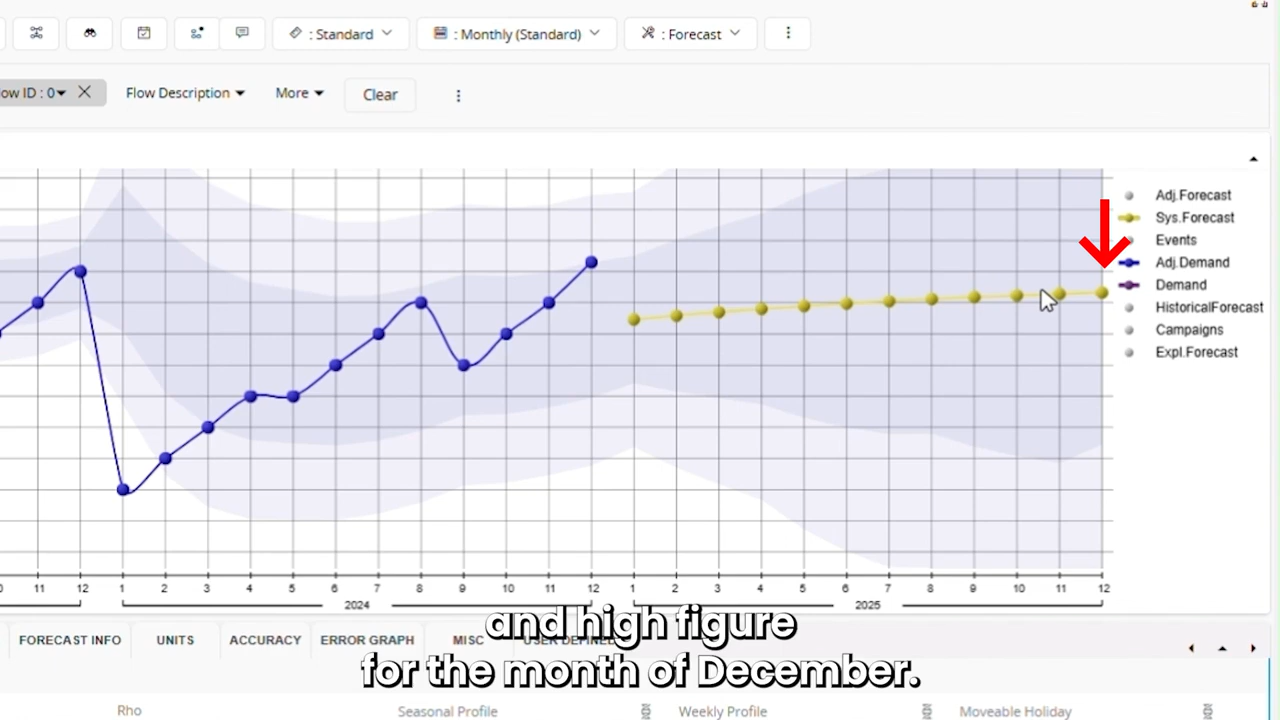 : Standard
: Monthly (Standard)
: Forecast
ow ID : 0
Flow Description
More
Clear
Adj.Forecast
Sys.Forecast
Events
Adj.Demand
Demand
HistoricalForecast
Campaigns
Expl.Forecast
0 11 12 1 2 3 4 5 6 7 8 9 10 11 12 1 2 3 4 5 6 7 8 9 10 11 12
2024 2025
and high figure
for the month of December.
FORECAST INFO UNITS ACCURACY ERROR GRAPH MISC USER DEFINED
Rho Seasonal Profile Weekly Profile Moveable Holiday